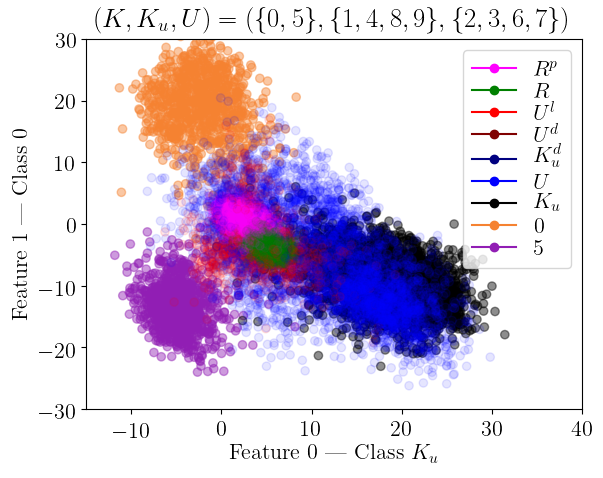 (K, K_u, U) = ({0, 5}, {1, 4, 8, 9}, {2, 3, 6, 7})
30
20
10
0
−10
−20
−30
Feature 1 — Class 0
R^p
R
U^l
U^d
K_u^d
U
K_u
0
5
−10 0 10 20 30 40
Feature 0 — Class K_u